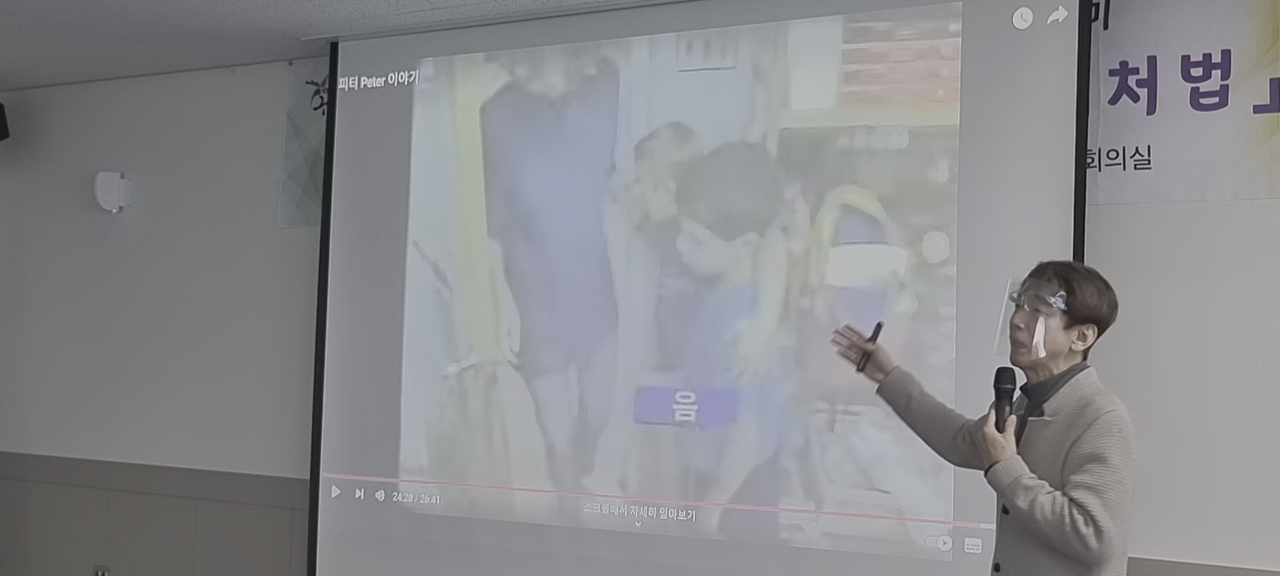 피터 Peter 이야기
처법
회의실
음
24:28 / 26:41
스크롤해서 자세히 알아보기